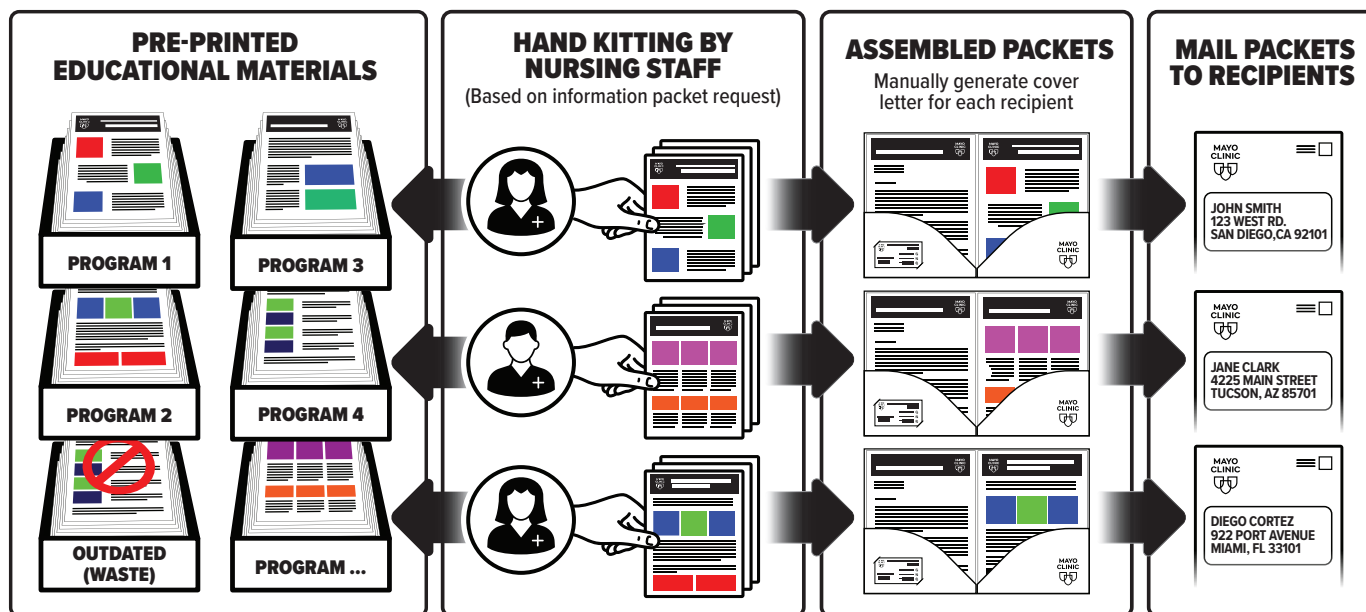 PRE-PRINTED
EDUCATIONAL MATERIALS
PROGRAM 1
PROGRAM 3
PROGRAM 2
PROGRAM 4
OUTDATED
(WASTE)
PROGRAM ...
HAND KITTING BY
NURSING STAFF
(Based on information packet request)
ASSEMBLED PACKETS
Manually generate cover
letter for each recipient
MAYO
CLINIC
MAYO
CLINIC
MAYO
CLINIC
MAIL PACKETS
TO RECIPIENTS
MAYO
CLINIC
JOHN SMITH
123 WEST RD.
SAN DIEGO,CA 92101
MAYO
CLINIC
JANE CLARK
4225 MAIN STREET
TUCSON, AZ 85701
MAYO
CLINIC
DIEGO CORTEZ
922 PORT AVENUE
MIAMI, FL 33101